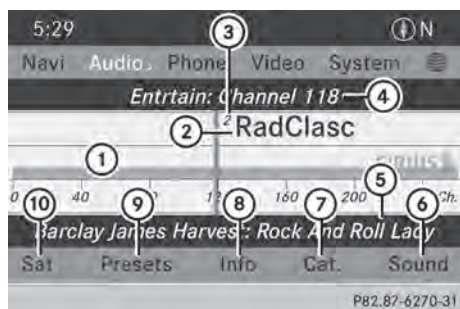 5:29 3 N
Navi Audio Phone Video System
Entrtain: Channel 118 4
2 2 RadClasc
1 sirius
0 40 160 200 5 Ch.
10 9 8 7 6
Barclay James Harvest: Rock And Roll Lady
Sat Presets Info Cat. Sound
P82.87-6270-31